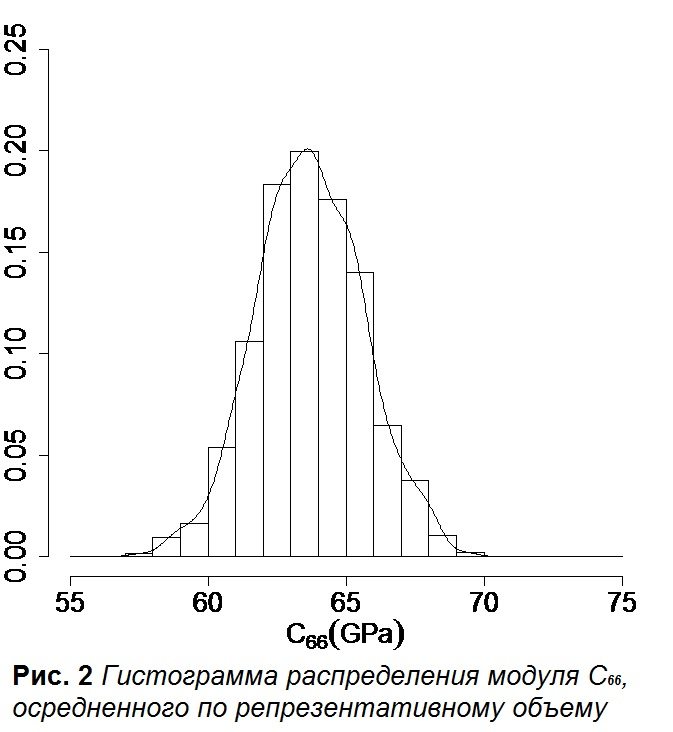 0.25
0.20
0.15
0.10
0.05
0.00
55 60 65 70 75
C66(GPa)
Рис. 2 Гистограмма распределения модуля C66,
осредненного по репрезентативному объему